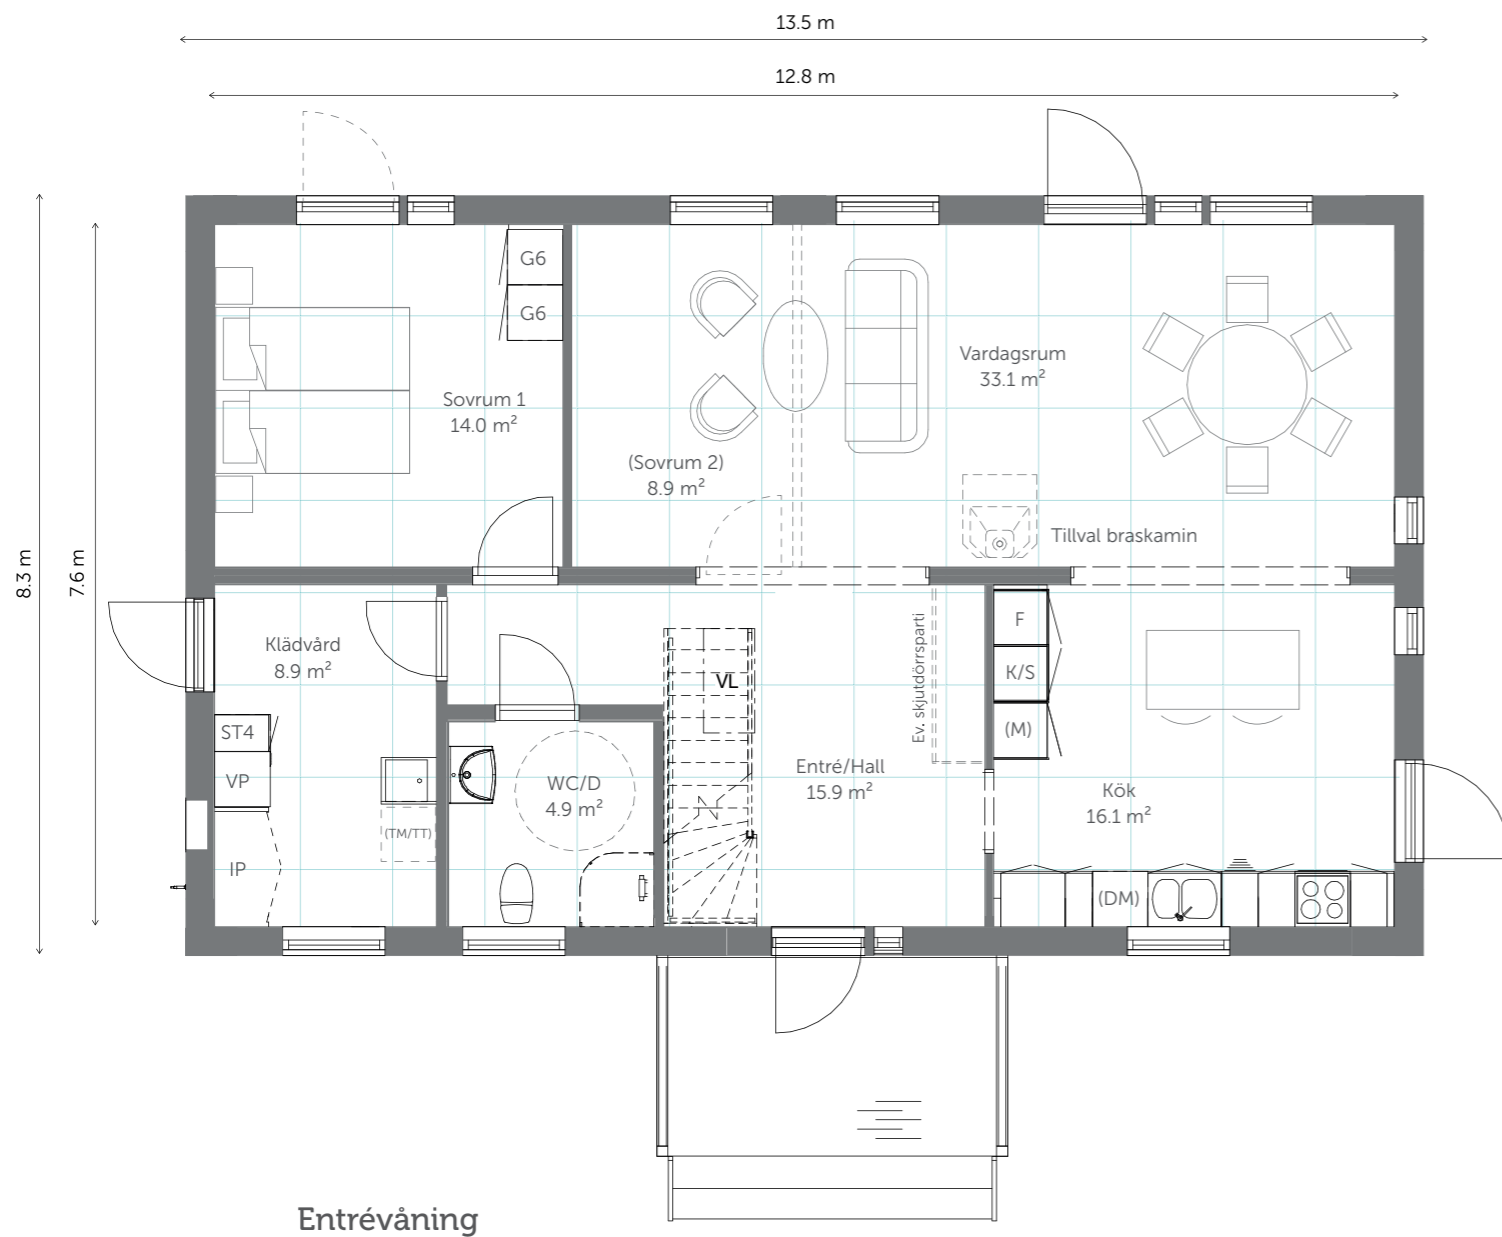 13.5 m
12.8 m
8.3 m
7.6 m
G6
G6
Sovrum 1
14.0 m²
Vardagsrum
33.1 m²
(Sovrum 2)
8.9 m²
Tillval braskamin
Klädvård
8.9 m²
ST4
VP
IP
(TM/TT)
WC/D
4.9 m²
VL
Entré/Hall
15.9 m²
Ev. skjutdörrsparti
F
K/S
(M)
Kök
16.1 m²
(DM)
Entrévåning